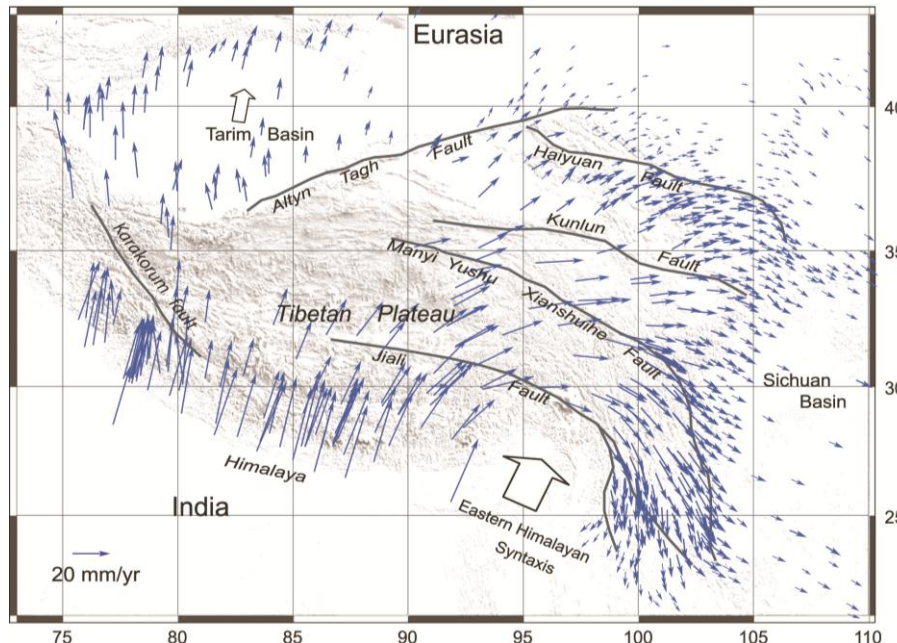 Eurasia
40
Tarim Basin
Altyn Tagh Fault
Haiyuan Fault
Kunlun Fault
35
Karakorum fault
Manyi Yushu Xianshuihe Fault
Tibetan Plateau
Jiali Fault
30
Sichuan
Basin
Himalaya
India
Eastern Himalayan
Syntaxis
25
20 mm/yr
75 80 85 90 95 100 105 110